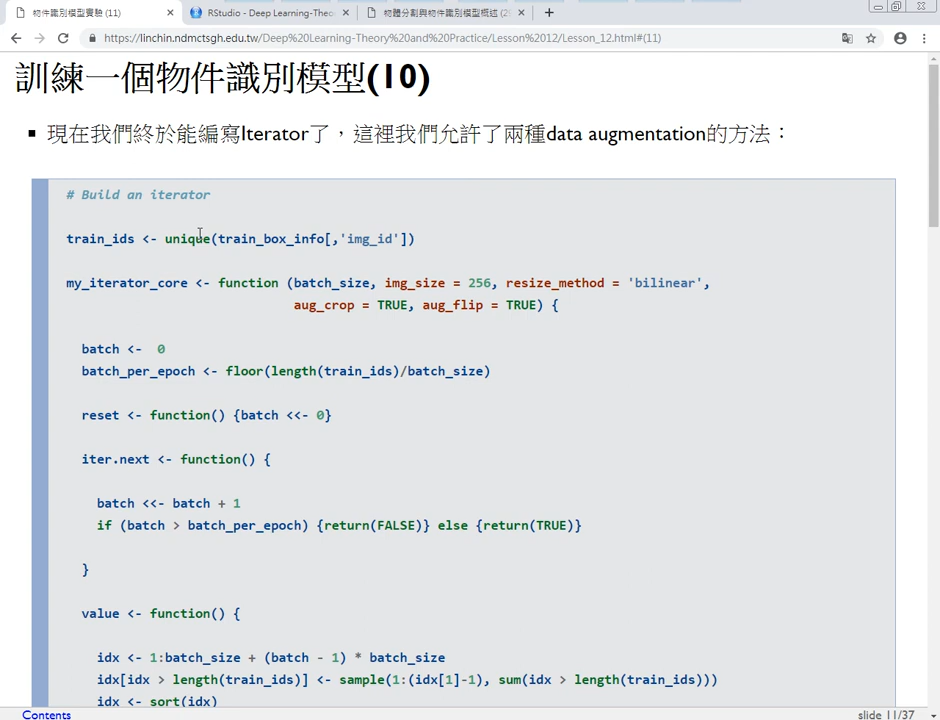 物件識別模型實驗 (11)
RStudio - Deep Learning-Theo
物體分割與物件識別模型概述 (2
https://linchin.ndmctsgh.edu.tw/Deep%20Learning-Theory%20and%20Practice/Lesson%2012/Lesson_12.html#(11)
訓練一個物件識別模型(10)
▪ 現在我們終於能編寫Iterator了，這裡我們允許了兩種data augmentation的方法：
# Build an iterator
train_ids <- unique(train_box_info[,'img_id'])
my_iterator_core <- function (batch_size, img_size = 256, resize_method = 'bilinear',
aug_crop = TRUE, aug_flip = TRUE) {
batch <- 0
batch_per_epoch <- floor(length(train_ids)/batch_size)
reset <- function() {batch <<- 0}
iter.next <- function() {
batch <<- batch + 1
if (batch > batch_per_epoch) {return(FALSE)} else {return(TRUE)}
}
value <- function() {
idx <- 1:batch_size + (batch - 1) * batch_size
idx[idx > length(train_ids)] <- sample(1:(idx[1]-1), sum(idx > length(train_ids)))
idx <- sort(idx)
Contents
slide 11/37